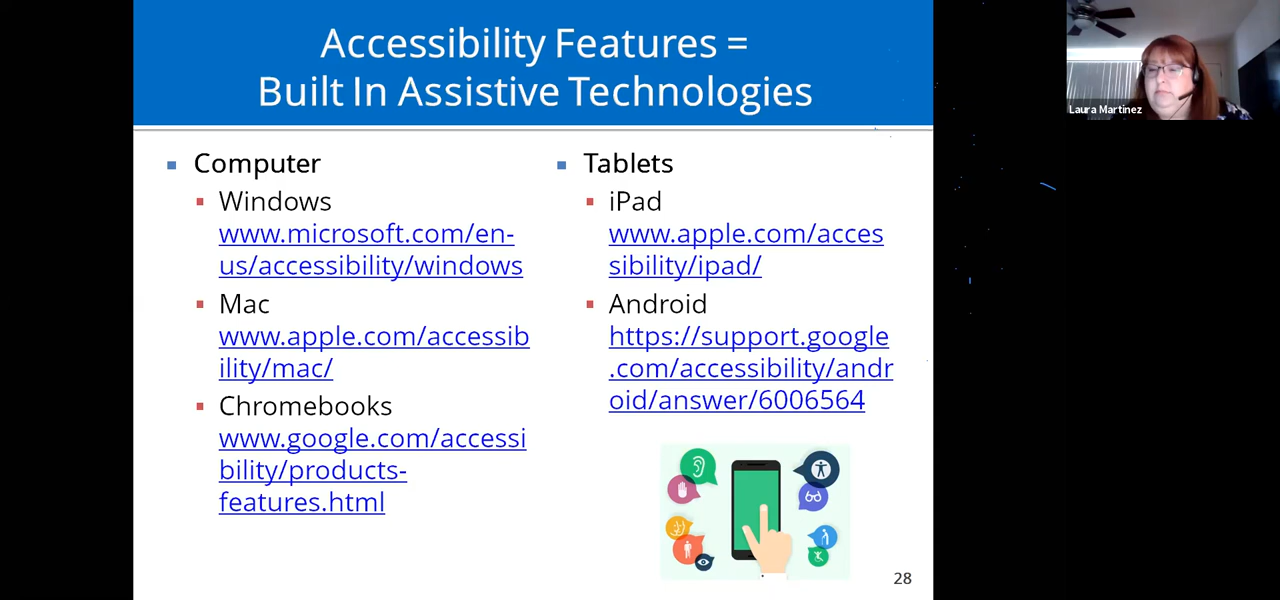 Accessibility Features =
Built In Assistive Technologies
Computer
Windows
www.microsoft.com/en-
us/accessibility/windows
Mac
www.apple.com/accessib
ility/mac/
Chromebooks
www.google.com/accessi
bility/products-
features.html
Tablets
iPad
www.apple.com/acces
sibility/ipad/
Android
https://support.google
.com/accessibility/andr
oid/answer/6006564
28
Laura Martinez